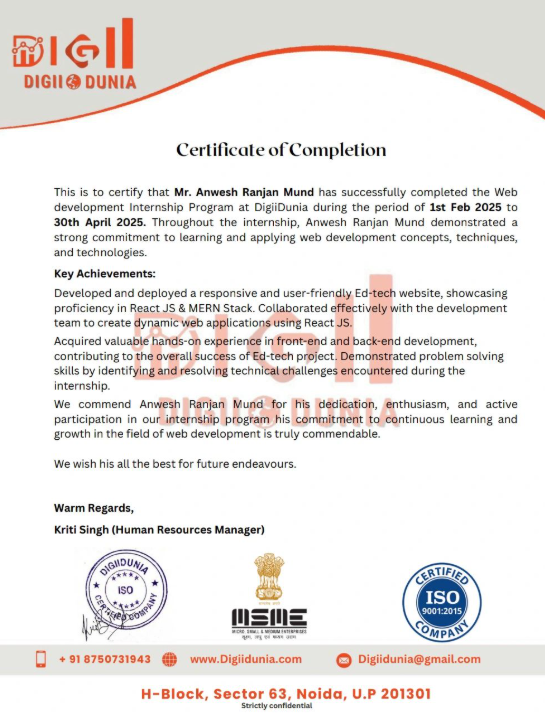 DIGII
DIGII DUNIA
Certificate of Completion
This is to certify that Mr. Anwesh Ranjan Mund has successfully completed the Web
development Internship Program at DigiiDunia during the period of 1st Feb 2025 to
30th April 2025. Throughout the internship, Anwesh Ranjan Mund demonstrated a
strong commitment to learning and applying web development concepts, techniques,
and technologies.
Key Achievements:
Developed and deployed a responsive and user-friendly Ed-tech website, showcasing
proficiency in React JS & MERN Stack. Collaborated effectively with the development
team to create dynamic web applications using React JS.
Acquired valuable hands-on experience in front-end and back-end development,
contributing to the overall success of Ed-tech project. Demonstrated problem solving
skills by identifying and resolving technical challenges encountered during the
internship.
We commend Anwesh Ranjan Mund for his dedication, enthusiasm, and active
participation in our internship program his commitment to continuous learning and
growth in the field of web development is truly commendable.
We wish his all the best for future endeavours.
Warm Regards,
Kriti Singh (Human Resources Manager)
DIGIIDUNIA
ISO
CERTIFIED COMPANY
MSME
MICRO, SMALL & MEDIUM ENTERPRISES
सूक्ष्म, लघु एवं मध्यम उद्यम
CERTIFIED
ISO
9001:2015
COMPANY
+ 91 8750731943
www.Digiidunia.com
Digiidunia@gmail.com
H-Block, Sector 63, Noida, U.P 201301
Strictly confidential